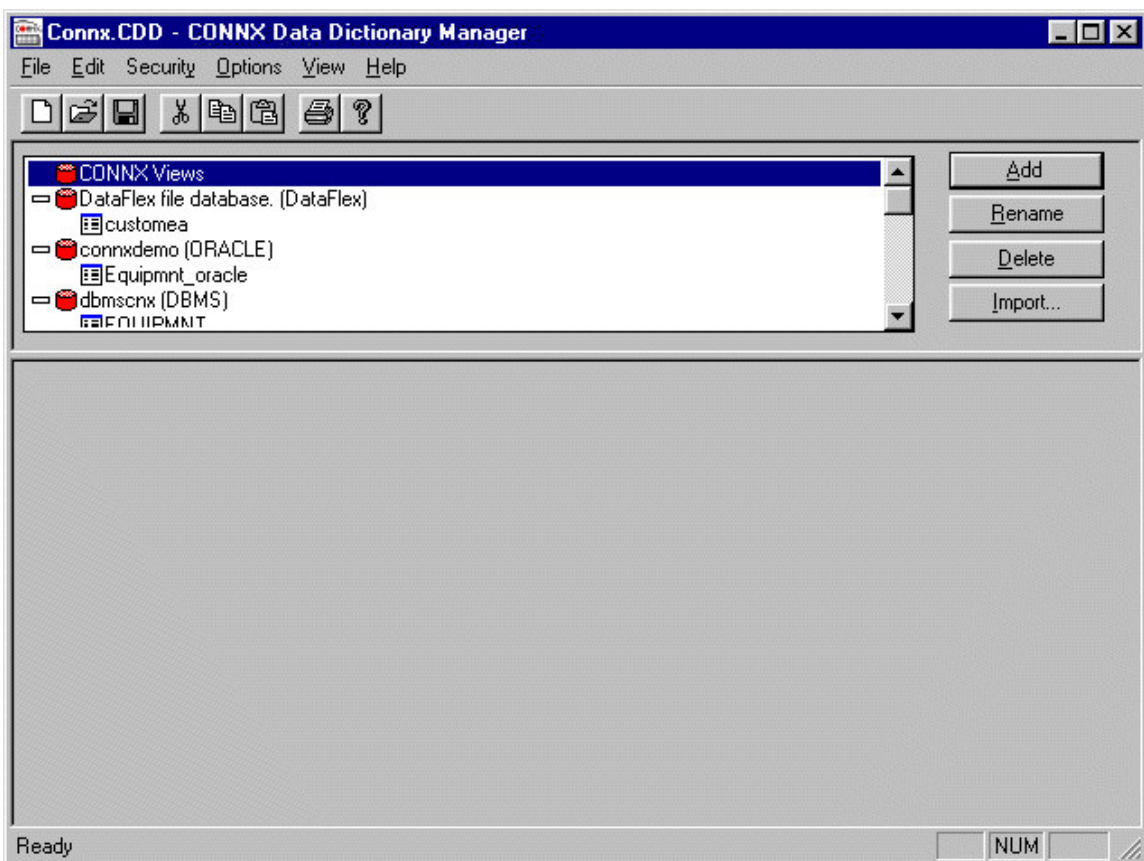 Connx.CDD - CONNX Data Dictionary Manager
File Edit Security Options View Help
CONNX Views
DataFlex file database. (DataFlex)
customea
connxdemo (ORACLE)
Equipmnt_oracle
dbmscnx (DBMS)
EQUIPMNT
Add
Rename
Delete
Import...
Ready
NUM